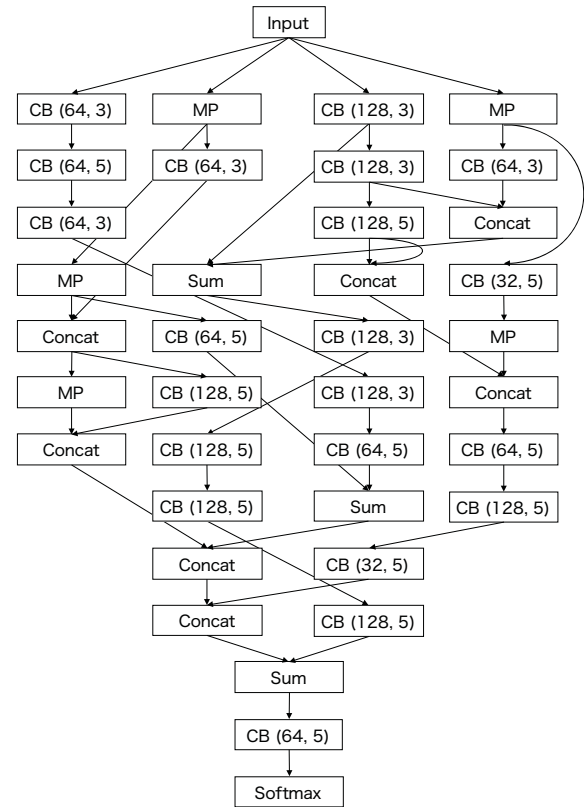 Input
CB (64, 3)
MP
CB (128, 3)
MP
CB (64, 5)
CB (64, 3)
CB (128, 3)
CB (64, 3)
CB (64, 3)
CB (128, 5)
Concat
MP
Sum
Concat
CB (32, 5)
Concat
CB (64, 5)
CB (128, 3)
MP
MP
CB (128, 5)
CB (128, 3)
Concat
Concat
CB (128, 5)
CB (64, 5)
CB (64, 5)
CB (128, 5)
Sum
CB (128, 5)
Concat
CB (32, 5)
Concat
CB (128, 5)
Sum
CB (64, 5)
Softmax